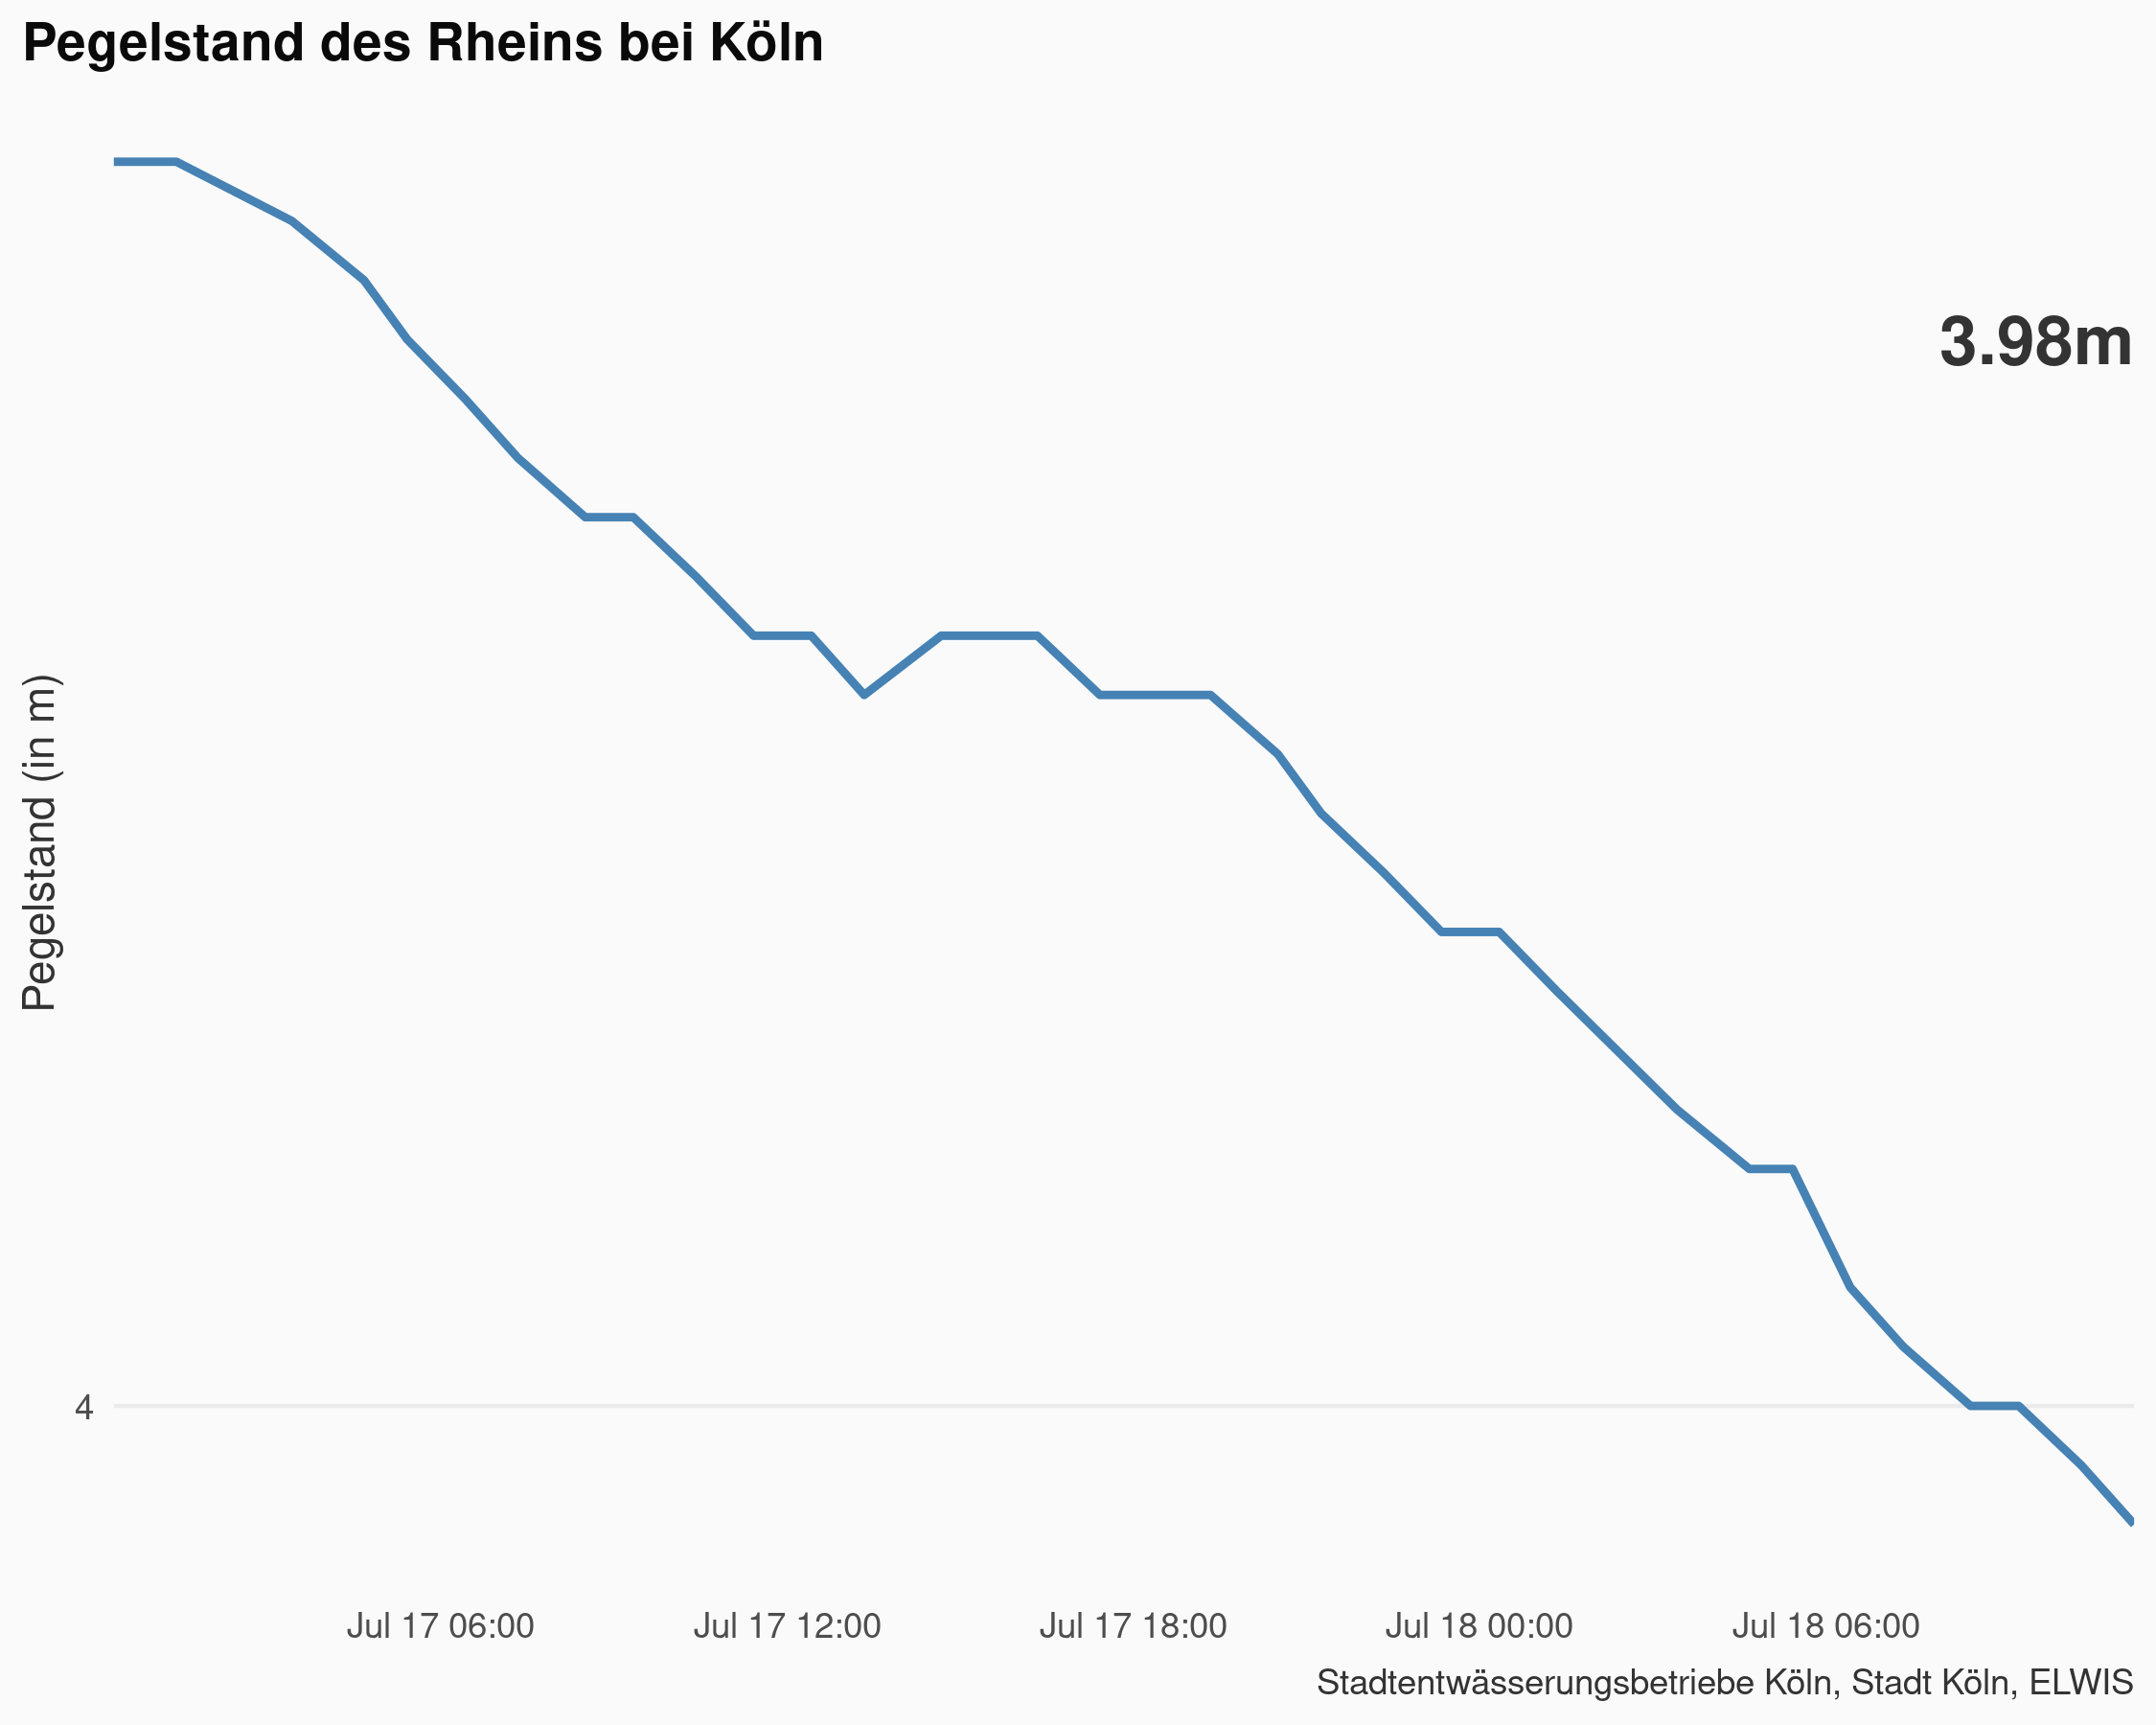 Pegelstand des Rheins bei Köln
3.98m
Pegelstand (in m)
4
Jul 17 06:00
Jul 17 12:00
Jul 17 18:00
Jul 18 00:00
Jul 18 06:00
Stadtentwässerungsbetriebe Köln, Stadt Köln, ELWIS